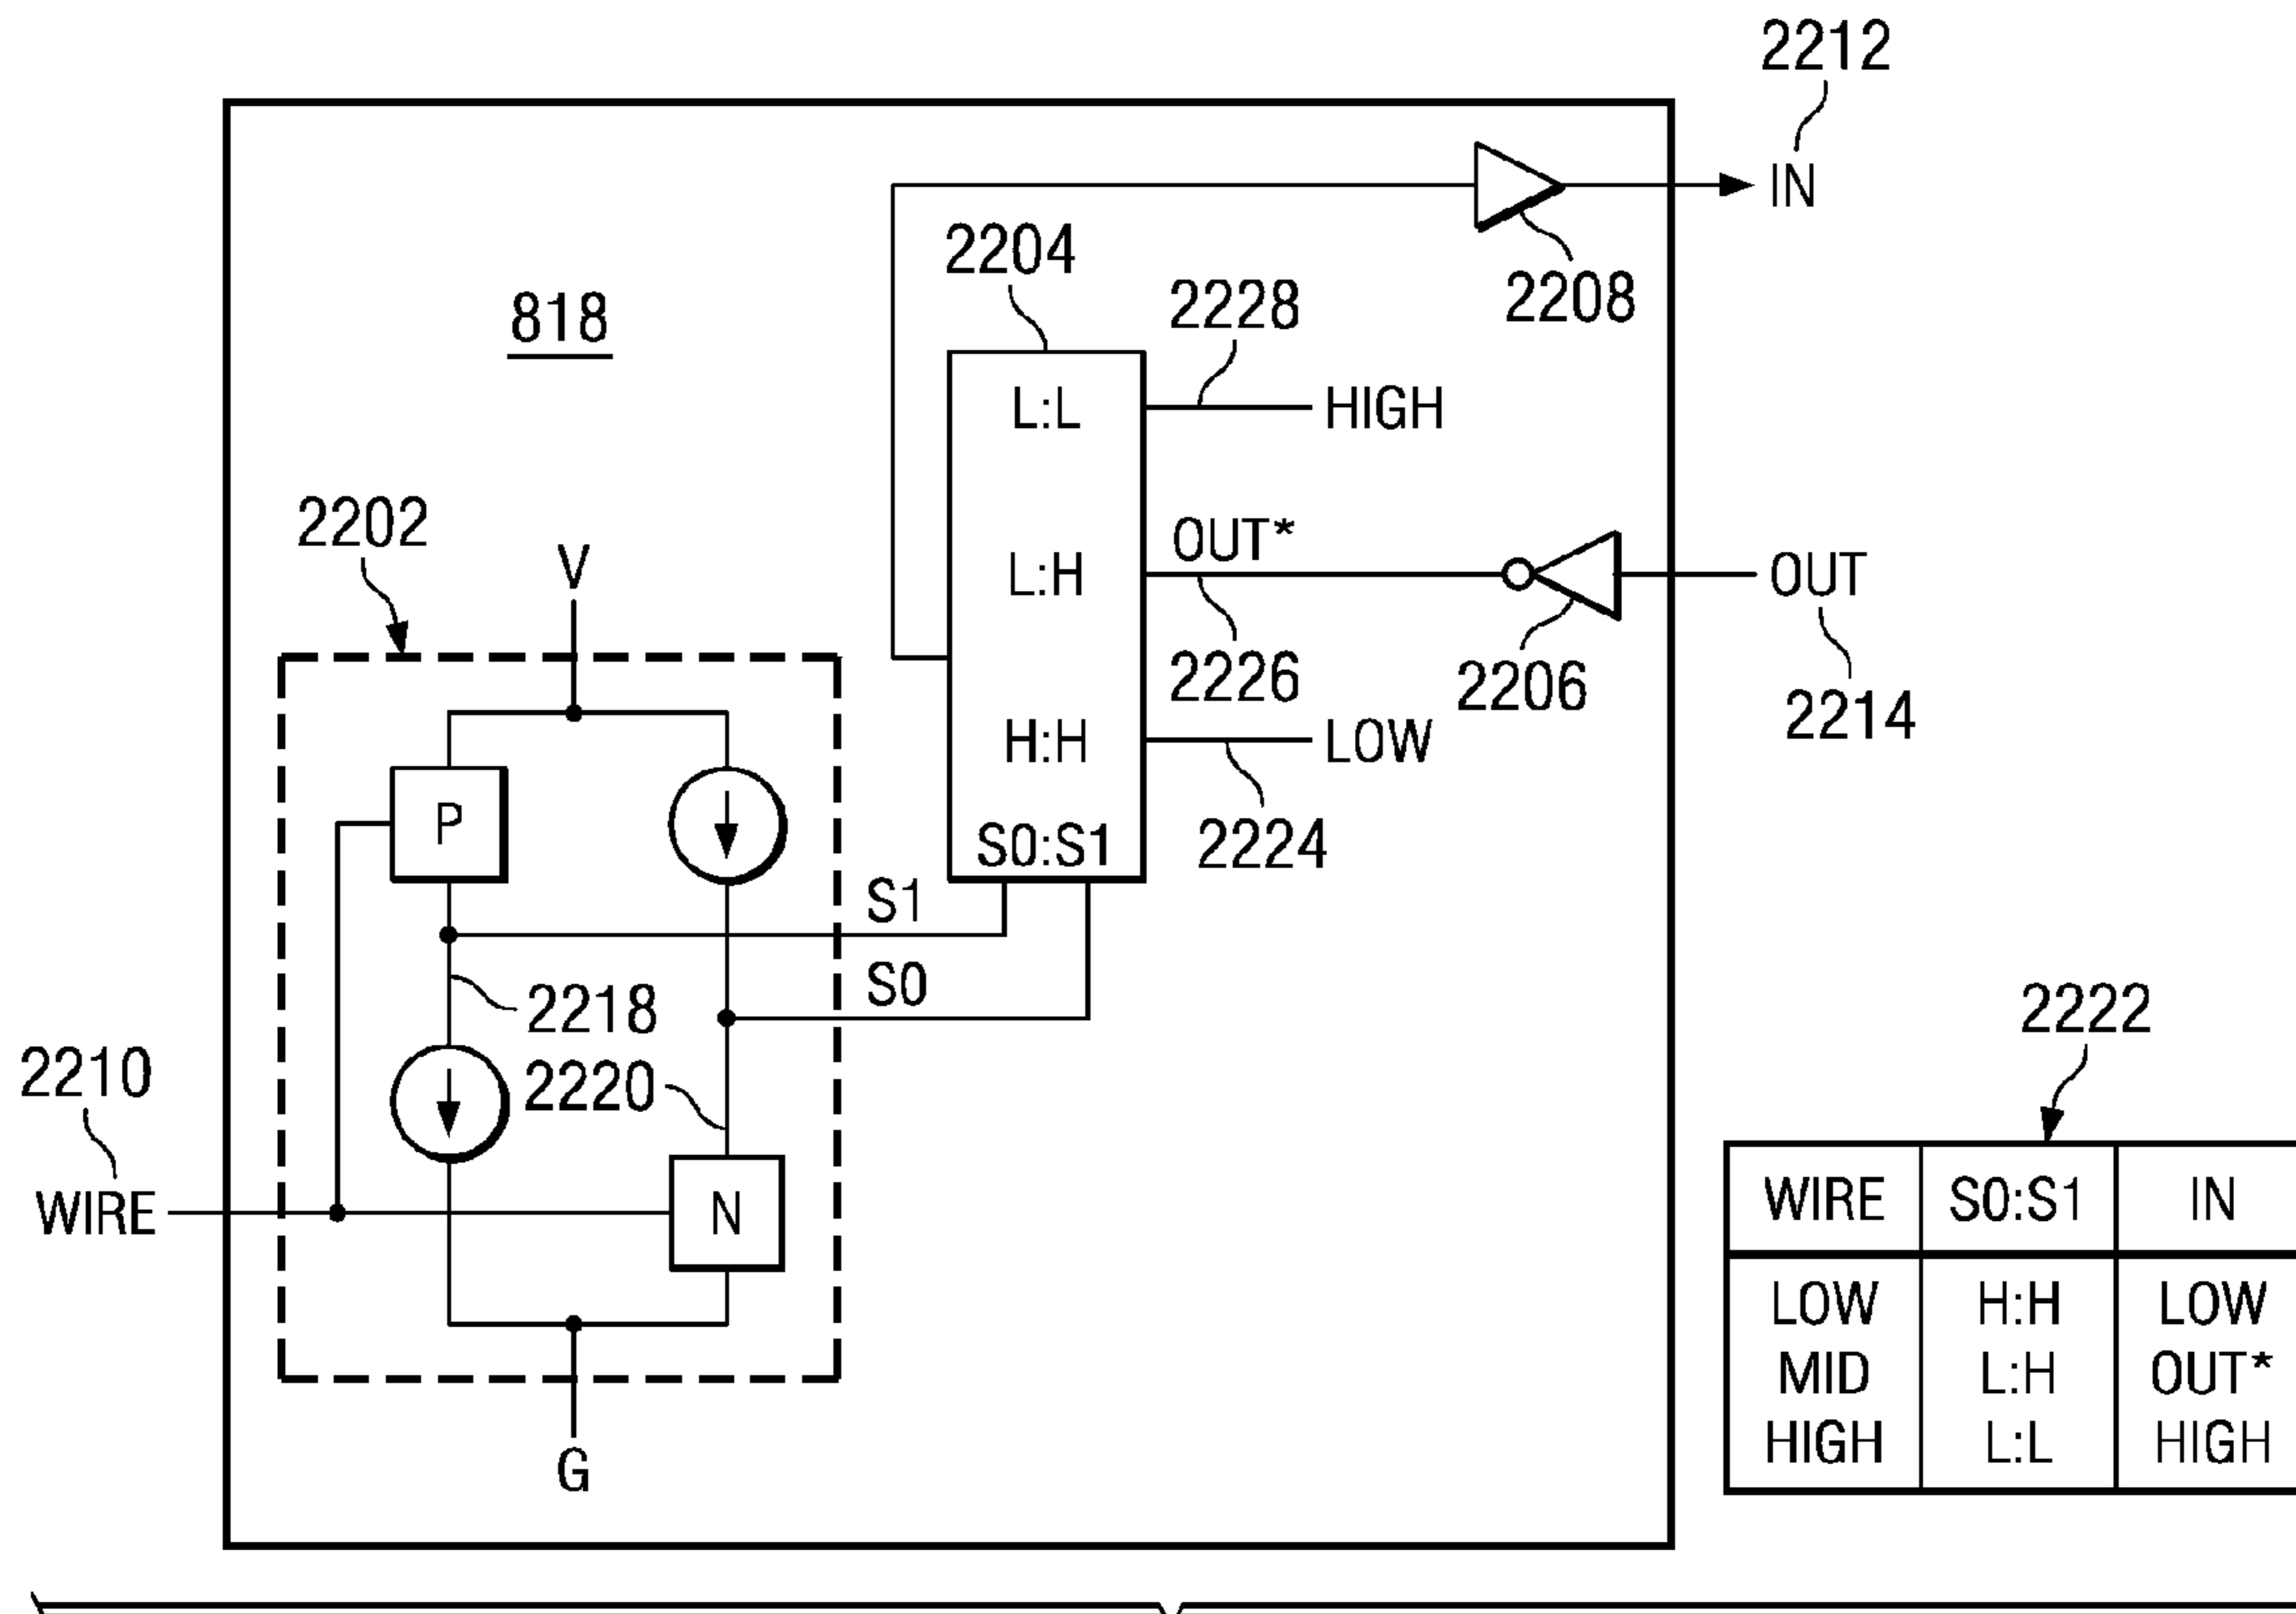 2212
IN
2204
2228
2208
818
L:L
HIGH
2202
V
OUT*
L:H
OUT
2226
2206
2214
H:H
LOW
P
S0:S1
2224
S1
S0
2218
2222
2210
2220
WIRE
N
G
WIRE S0:S1 IN
LOW H:H LOW
MID L:H OUT*
HIGH L:L HIGH